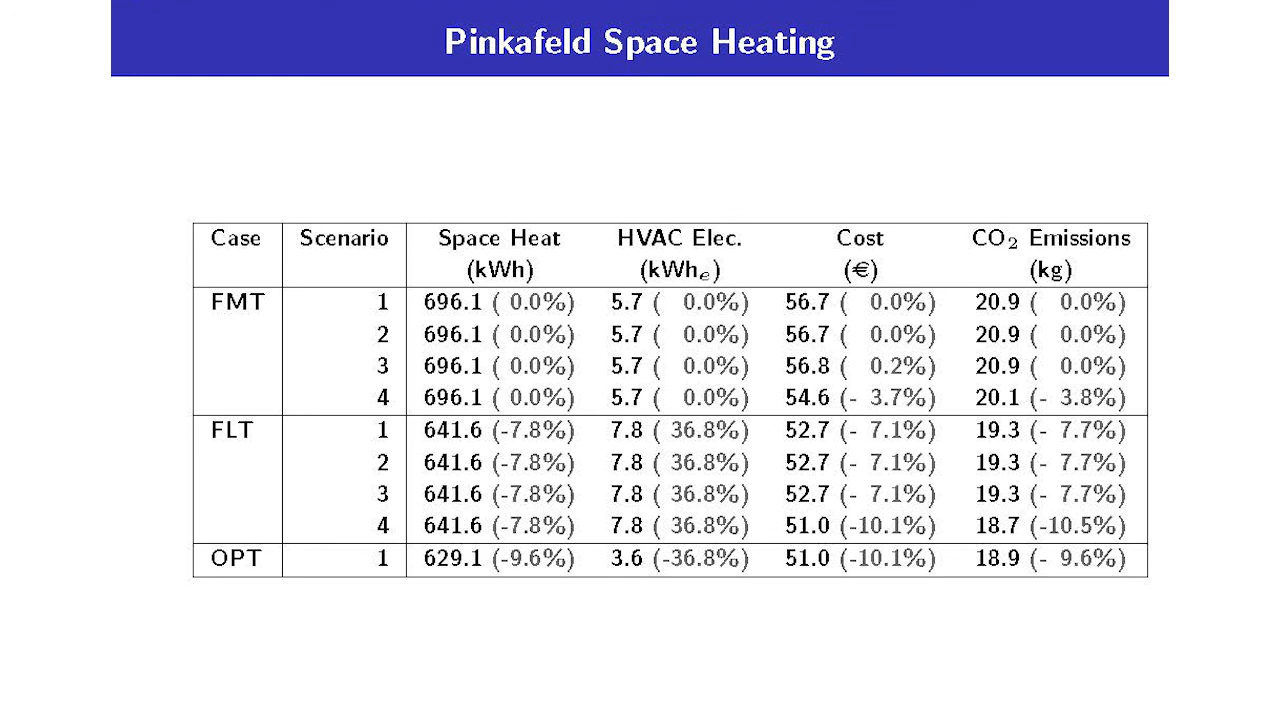 Pinkafeld Space Heating
Case Scenario Space Heat HVAC Elec. Cost CO₂ Emissions
(kWh) (kWhₑ) (€) (kg)
FMT 1 696.1 ( 0.0%) 5.7 ( 0.0%) 56.7 ( 0.0%) 20.9 ( 0.0%)
2 696.1 ( 0.0%) 5.7 ( 0.0%) 56.7 ( 0.0%) 20.9 ( 0.0%)
3 696.1 ( 0.0%) 5.7 ( 0.0%) 56.8 ( 0.2%) 20.9 ( 0.0%)
4 696.1 ( 0.0%) 5.7 ( 0.0%) 54.6 (- 3.7%) 20.1 (- 3.8%)
FLT 1 641.6 (-7.8%) 7.8 ( 36.8%) 52.7 (- 7.1%) 19.3 (- 7.7%)
2 641.6 (-7.8%) 7.8 ( 36.8%) 52.7 (- 7.1%) 19.3 (- 7.7%)
3 641.6 (-7.8%) 7.8 ( 36.8%) 52.7 (- 7.1%) 19.3 (- 7.7%)
4 641.6 (-7.8%) 7.8 ( 36.8%) 51.0 (-10.1%) 18.7 (-10.5%)
OPT 1 629.1 (-9.6%) 3.6 (-36.8%) 51.0 (-10.1%) 18.9 (- 9.6%)